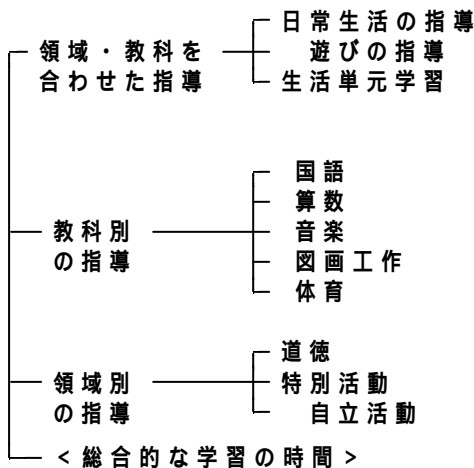 日常生活の指導
領域・教科を
遊びの指導
合わせた指導
生活単元学習
国語
算数
教科別
音楽
の指導
図画工作
体育
道徳
領域別
特別活動
の指導
自立活動
<総合的な学習の時間>